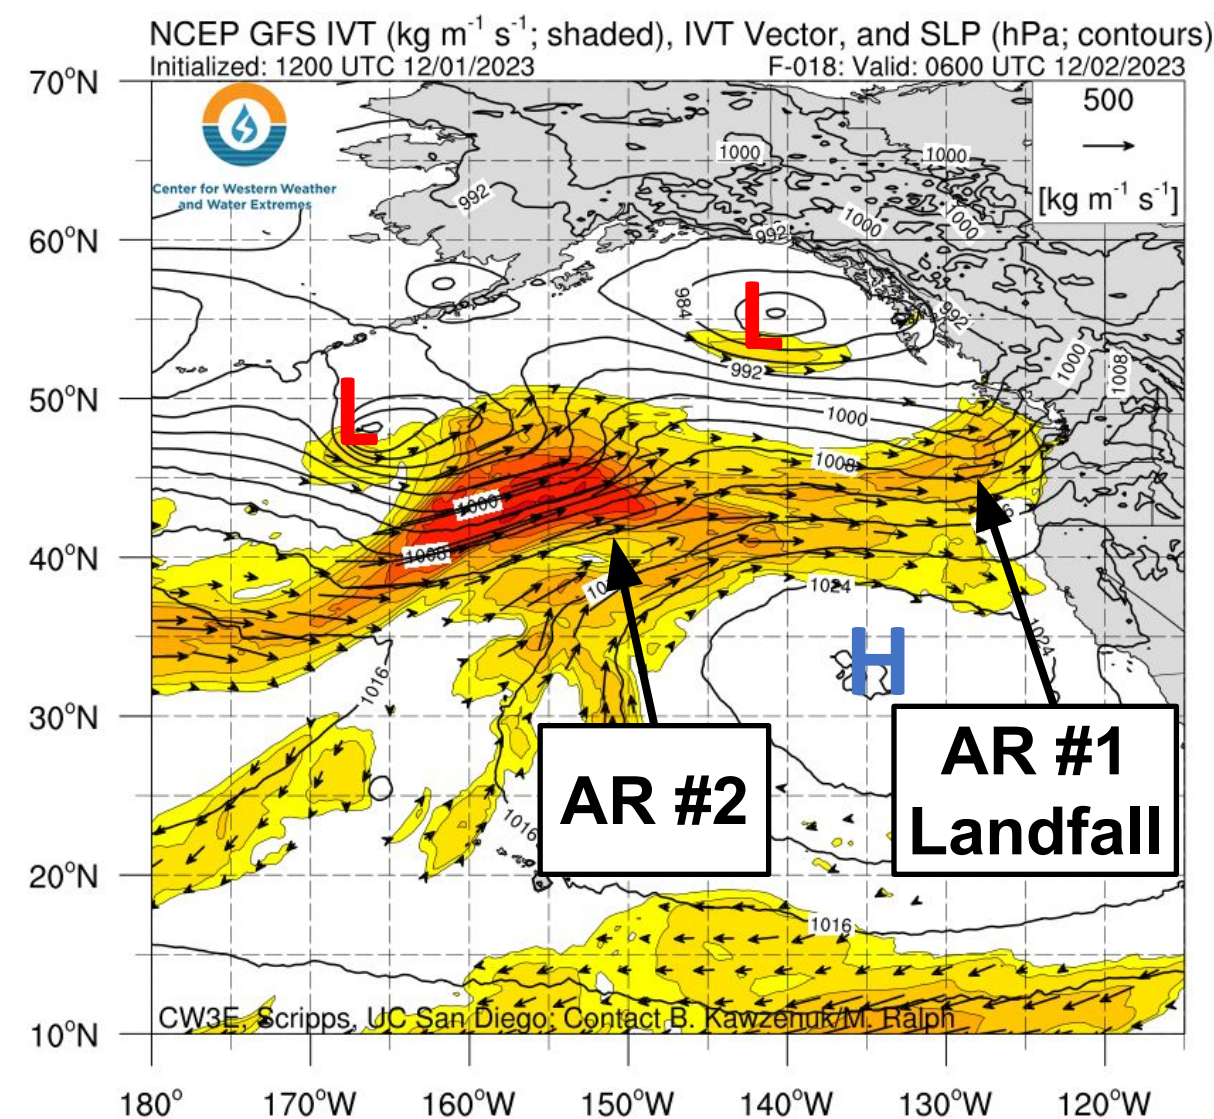 NCEP GFS IVT (kg m⁻¹ s⁻¹; shaded), IVT Vector, and SLP (hPa; contours)
Initialized: 1200 UTC 12/01/2023 F-018: Valid: 0600 UTC 12/02/2023
70°N
500
[kg m⁻¹ s⁻¹]
Center for Western Weather
and Water Extremes
1000
1000
992
1000
1000
60°N
992
984
992
1000
1008
992
50°N
1000
1008
1000
40°N
1008
1024
1024
1016
H
L
L
30°N
AR #2
AR #1
Landfall
1016
20°N
1016
CW3E, Scripps, UC San Diego; Contact B. Kawzenuk/M. Ralph
10°N
180° 170°W 160°W 150°W 140°W 130°W 120°W